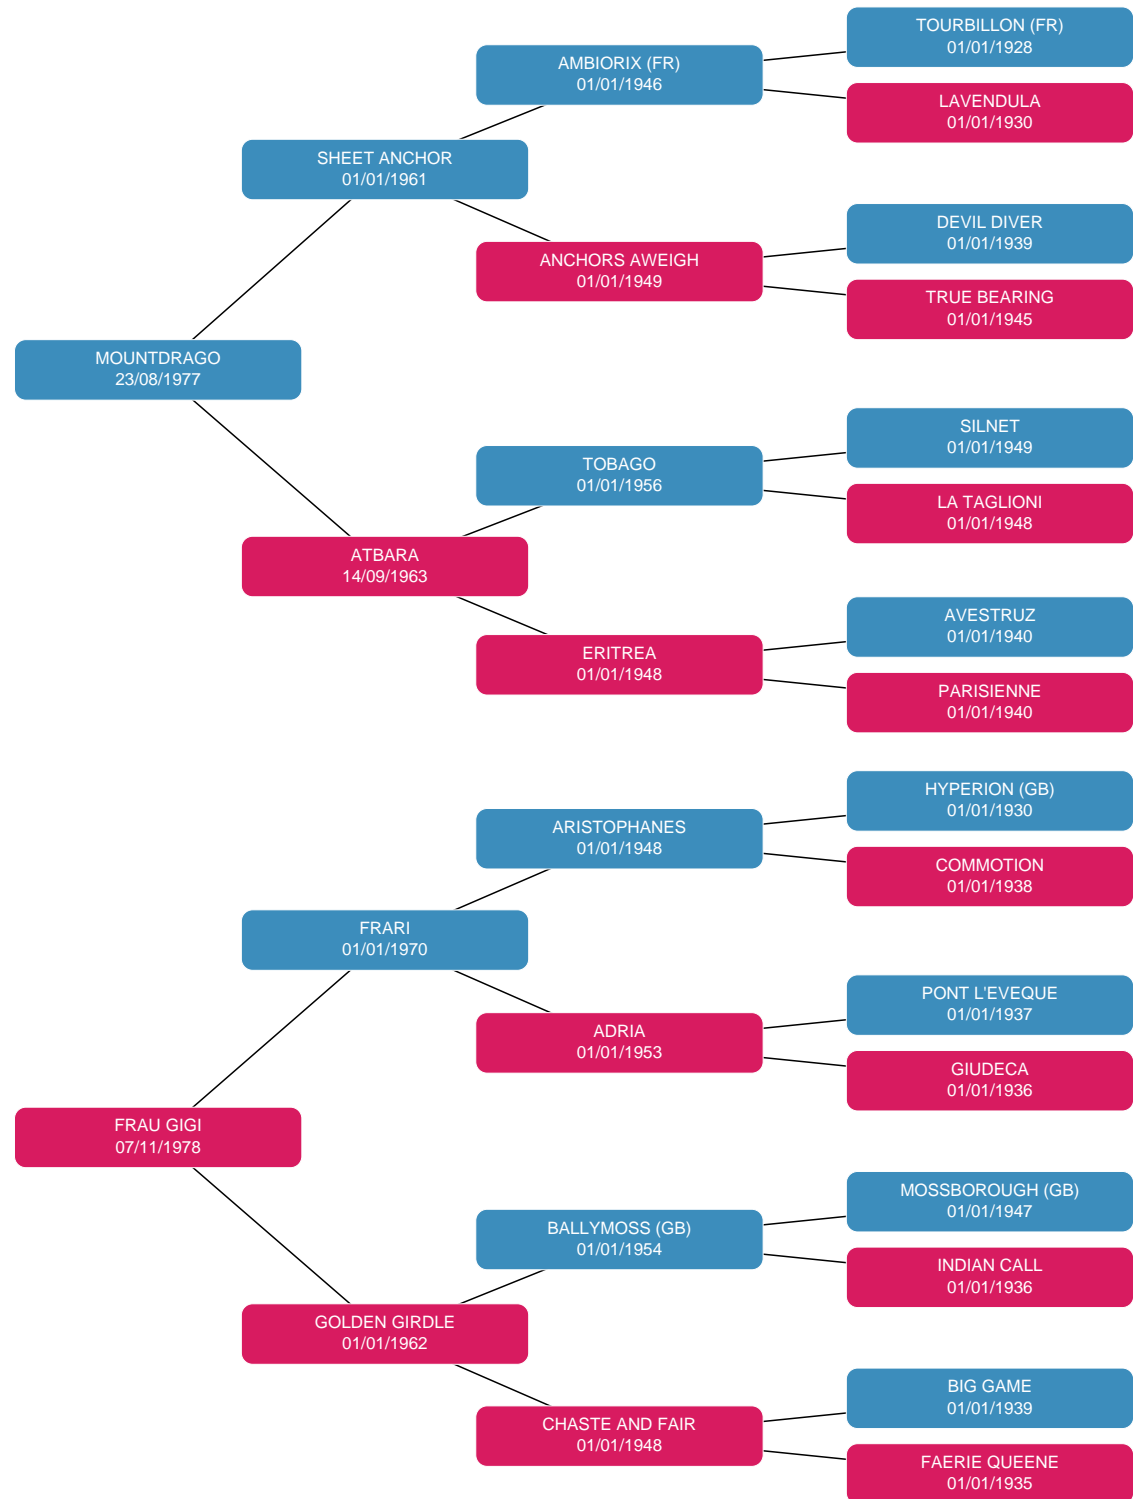 TOURBILLON (FR)
01/01/1928
AMBIORIX (FR)
01/01/1946
LAVENDULA
01/01/1930
SHEET ANCHOR
01/01/1961
DEVIL DIVER
01/01/1939
ANCHORS AWEIGH
01/01/1949
TRUE BEARING
01/01/1945
MOUNTDRAGO
23/08/1977
SILNET
01/01/1949
TOBAGO
01/01/1956
LA TAGLIONI
01/01/1948
ATBARA
14/09/1963
AVESTRUZ
01/01/1940
ERITREA
01/01/1948
PARISIENNE
01/01/1940
HYPERION (GB)
01/01/1930
ARISTOPHANES
01/01/1948
COMMOTION
01/01/1938
FRARI
01/01/1970
PONT L'EVEQUE
01/01/1937
ADRIA
01/01/1953
GIUDECA
01/01/1936
FRAU GIGI
07/11/1978
MOSSBOROUGH (GB)
01/01/1947
BALLYMOSS (GB)
01/01/1954
INDIAN CALL
01/01/1936
GOLDEN GIRDLE
01/01/1962
BIG GAME
01/01/1939
CHASTE AND FAIR
01/01/1948
FAERIE QUEENE
01/01/1935